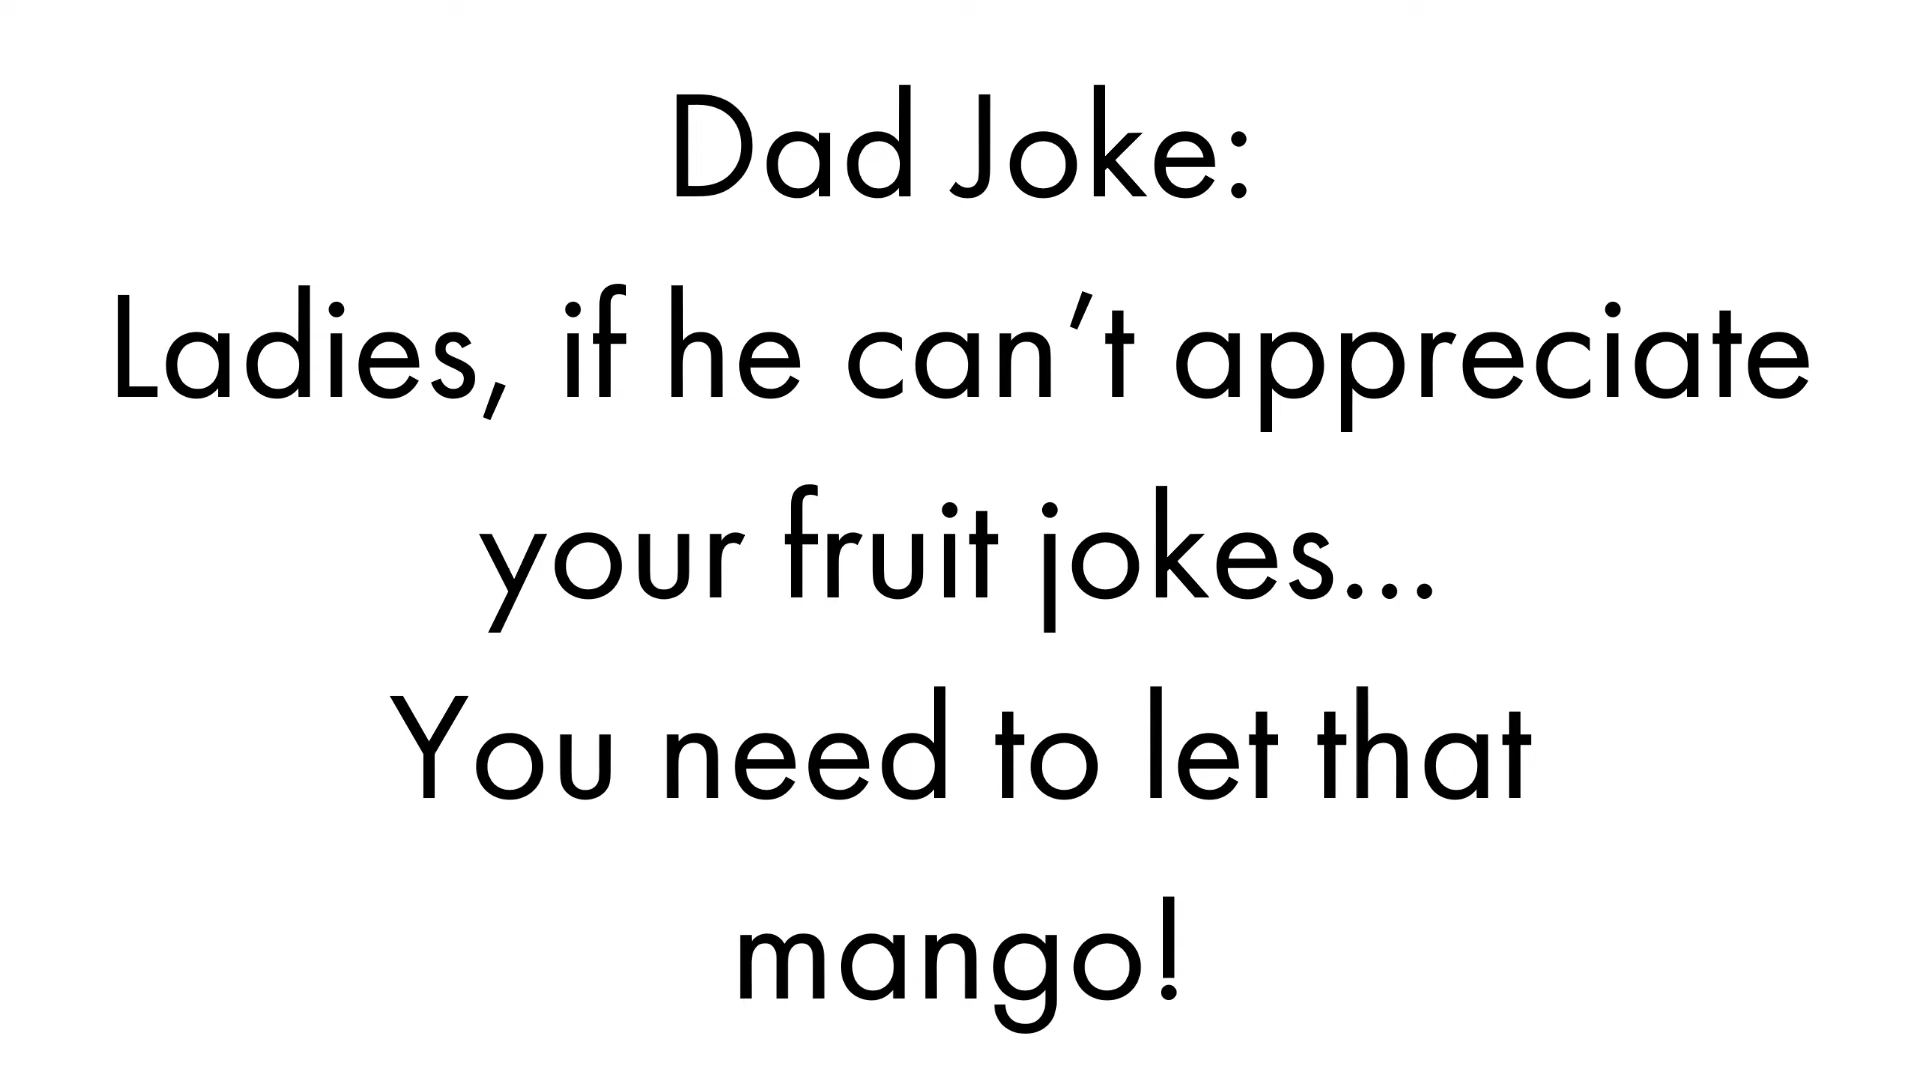 Dad Joke:
Ladies, if he can’t appreciate
your fruit jokes...
You need to let that
mango!